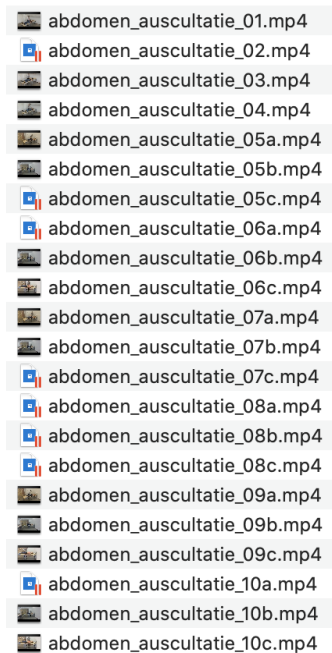 abdomen_auscultatie_01.mp4
abdomen_auscultatie_02.mp4
abdomen_auscultatie_03.mp4
abdomen_auscultatie_04.mp4
abdomen_auscultatie_05a.mp4
abdomen_auscultatie_05b.mp4
abdomen_auscultatie_05c.mp4
abdomen_auscultatie_06a.mp4
abdomen_auscultatie_06b.mp4
abdomen_auscultatie_06c.mp4
abdomen_auscultatie_07a.mp4
abdomen_auscultatie_07b.mp4
abdomen_auscultatie_07c.mp4
abdomen_auscultatie_08a.mp4
abdomen_auscultatie_08b.mp4
abdomen_auscultatie_08c.mp4
abdomen_auscultatie_09a.mp4
abdomen_auscultatie_09b.mp4
abdomen_auscultatie_09c.mp4
abdomen_auscultatie_10a.mp4
abdomen_auscultatie_10b.mp4
abdomen_auscultatie_10c.mp4